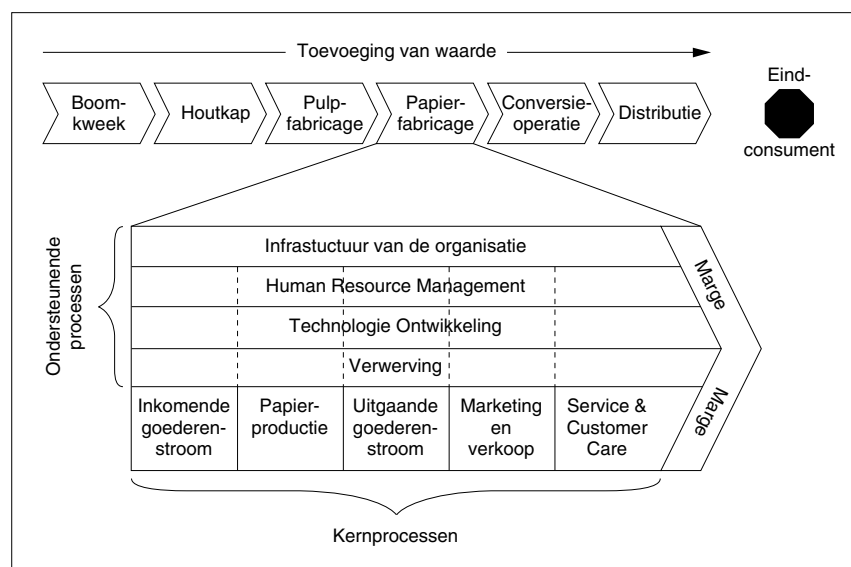 Toevoeging van waarde
Boom-
kweek
Houtkap
Pulp-
fabricage
Papier-
fabricage
Conversie-
operatie
Distributie
Eind-
consument
Ondersteunende
processen
Infrastuctuur van de organisatie
Human Resource Management
Technologie Ontwikkeling
Verwerving
Marge
Marge
Inkomende
goederen-
stroom
Papier-
productie
Uitgaande
goederen-
stroom
Marketing
en
verkoop
Service &
Customer
Care
Kernprocessen